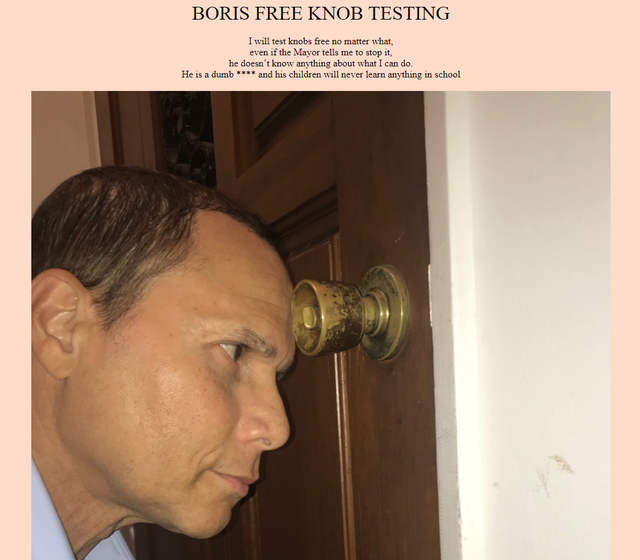 BORIS FREE KNOB TESTING
I will test knobs free no matter what,
even if the Mayor tells me to stop it,
he doesn't know anything about what I can do.
He is a dumb **** and his children will never learn anything in school